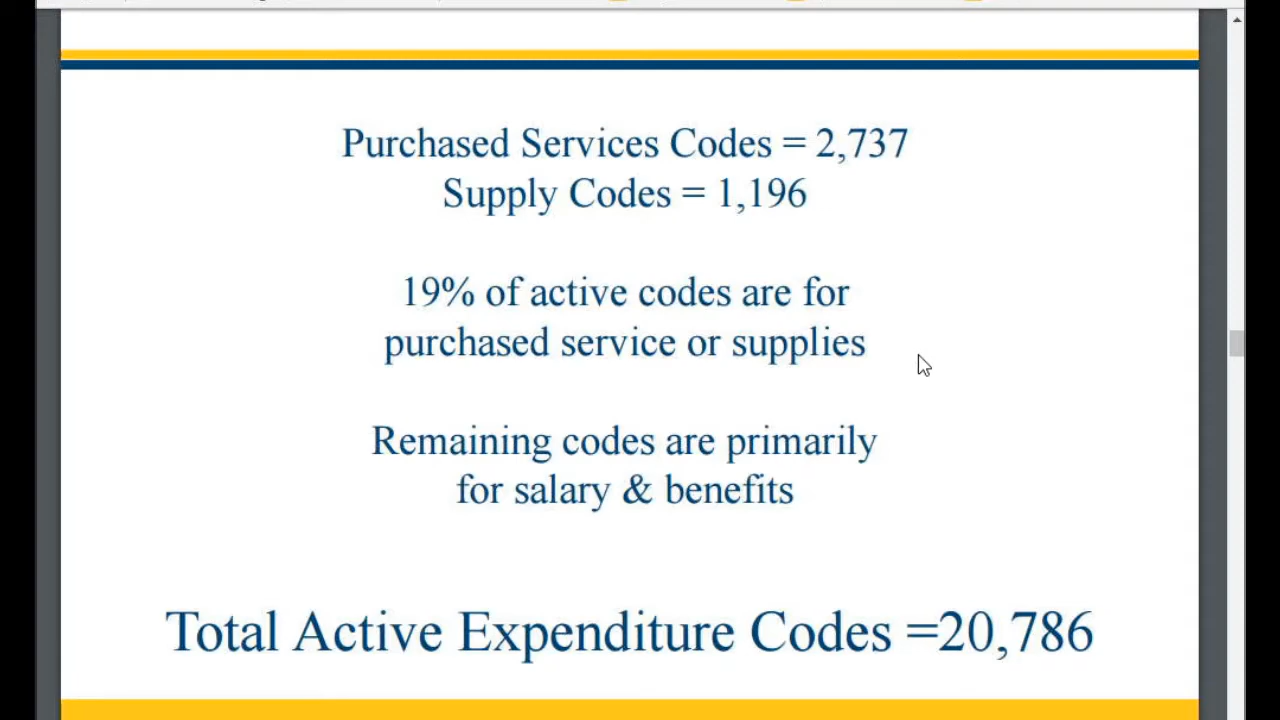 Purchased Services Codes = 2,737
Supply Codes = 1,196
19% of active codes are for
purchased service or supplies
Remaining codes are primarily
for salary & benefits
Total Active Expenditure Codes =20,786